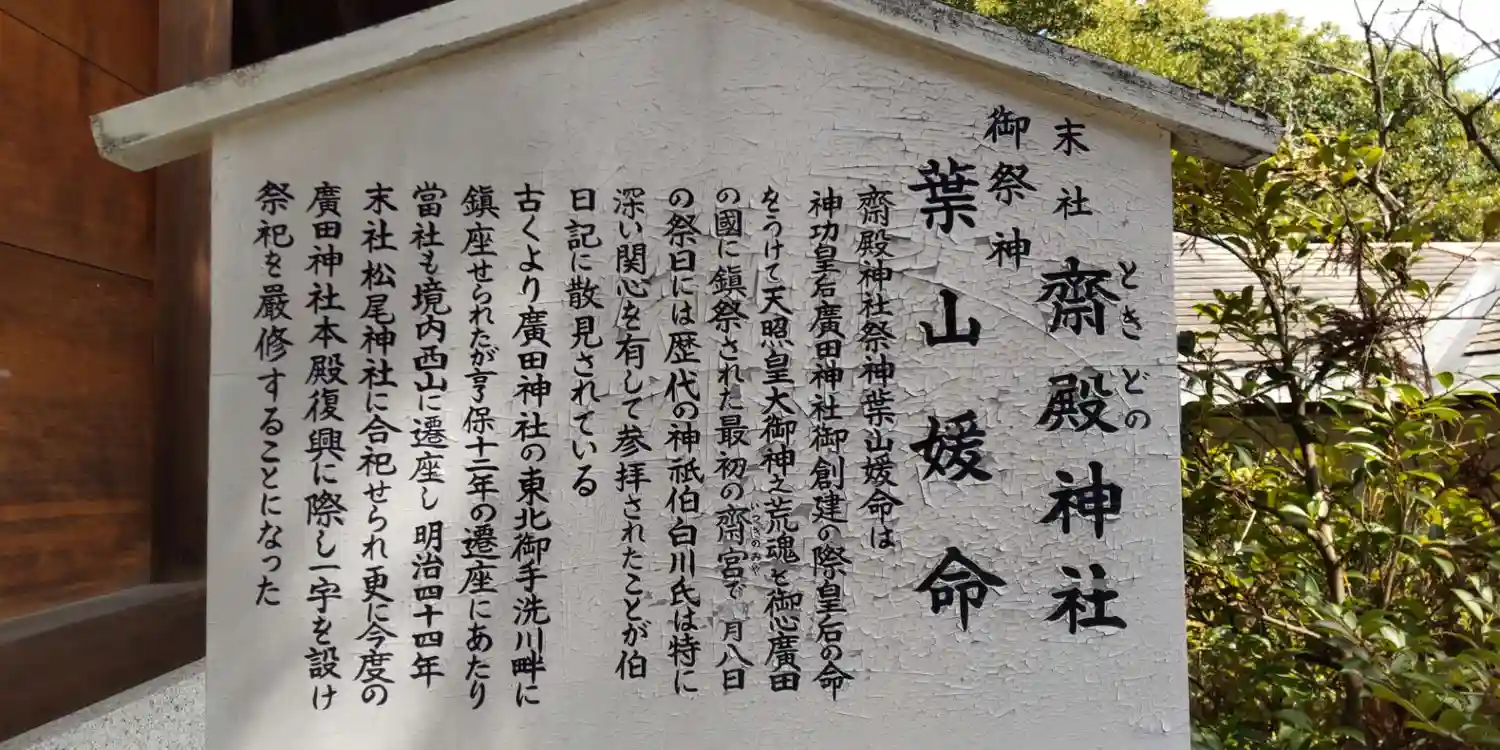 末社 齋殿神社
ときどの
御祭神 葉山媛命
齋殿神社祭神葉山媛命は
神功皇后廣田神社御創建の際皇后の命
をうけて天照皇大御神之荒魂を御心廣田
の國に鎮祭された最初の齋宮で 月八日
いつきのみや
の祭日には歴代の神祇伯白川氏は特に
深い関心を有して参拝されたことが伯
日記に散見されている
古くより廣田神社の東北御手洗川畔に
鎮座せられたが享保十二年の遷座にあたり
當社も境内西山に遷座し明治四十四年
末社松尾神社に合祀せられ更に今度の
廣田神社本殿復興に際し一宇を設け
祭祀を厳修することになった